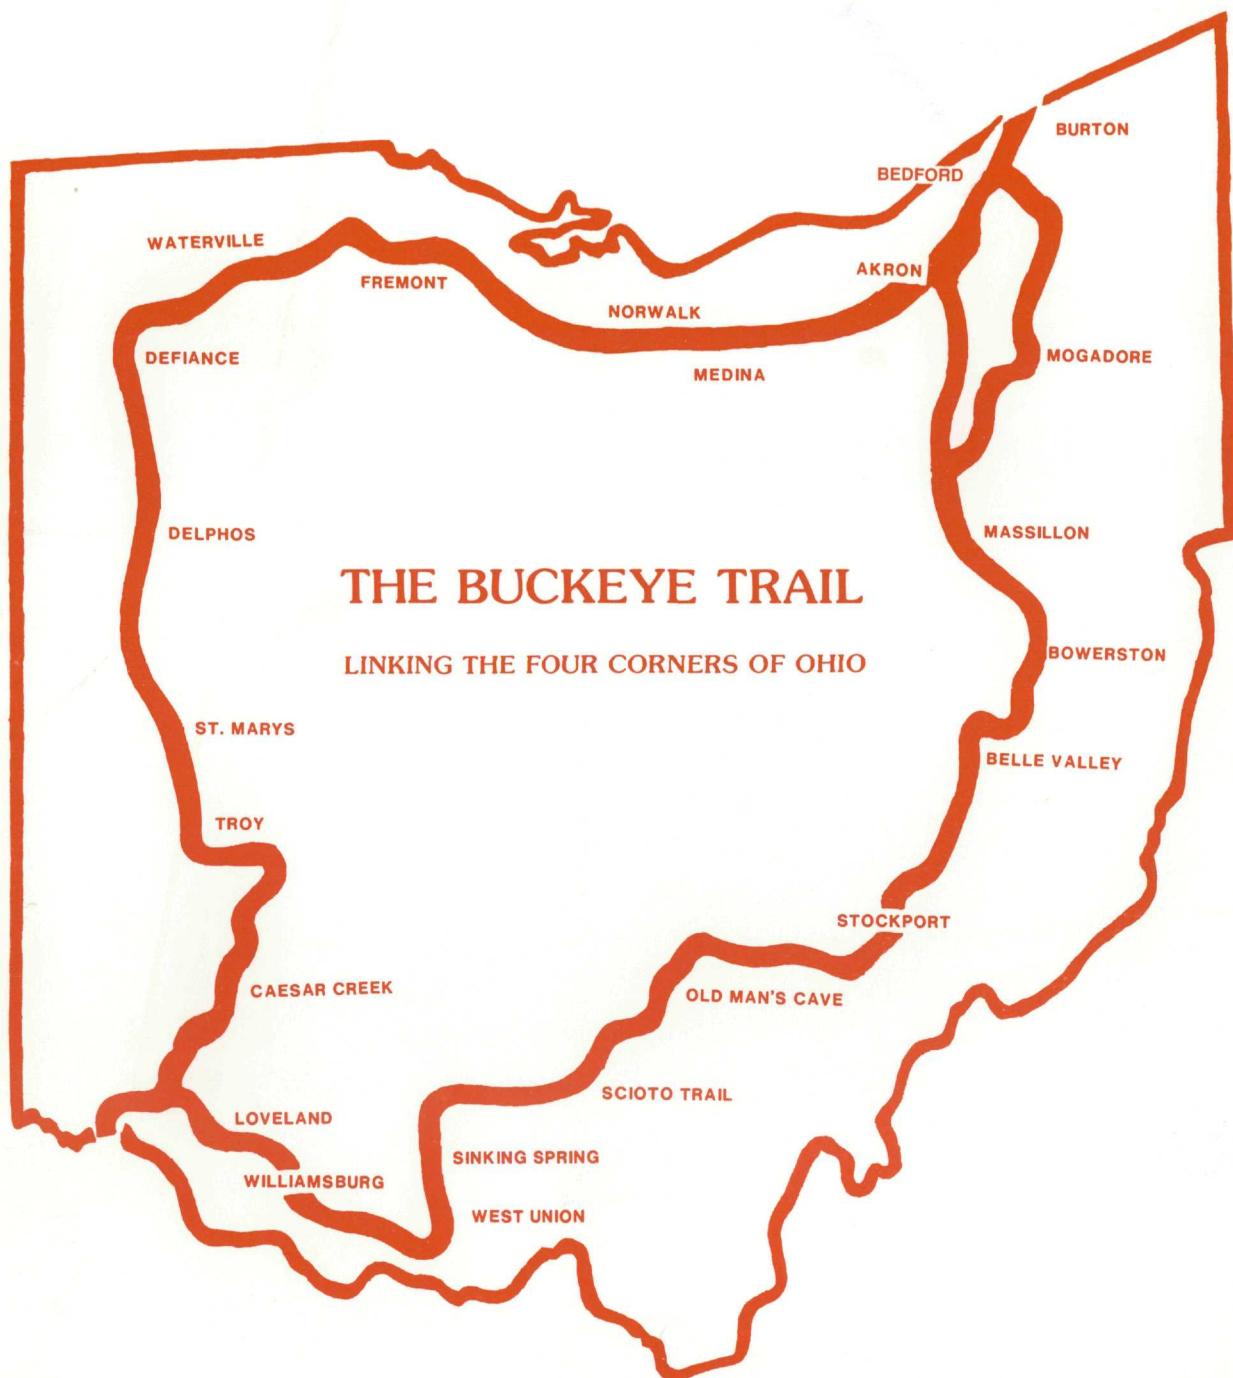 BURTON
BEDFORD
WATERVILLE
AKRON
FREMONT
NORWALK
DEFIANCE
MOGADORE
MEDINA
DELPHOS
MASSILLON
THE BUCKEYE TRAIL
LINKING THE FOUR CORNERS OF OHIO
BOWERSTON
ST. MARYS
BELLE VALLEY
TROY
STOCKPORT
CAESAR CREEK
OLD MAN'S CAVE
SCIOTO TRAIL
LOVELAND
SINKING SPRING
WILLIAMSBURG
WEST UNION